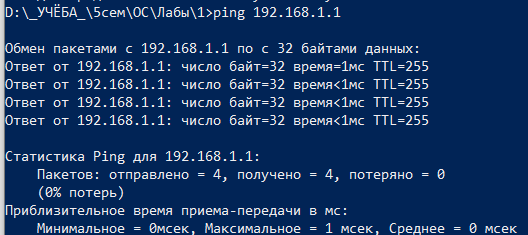 D:\_УЧЁБА_\5сем\ОС\Лабы\1>ping 192.168.1.1
Обмен пакетами с 192.168.1.1 по с 32 байтами данных:
Ответ от 192.168.1.1: число байт=32 время=1мс TTL=255
Ответ от 192.168.1.1: число байт=32 время<1мс TTL=255
Ответ от 192.168.1.1: число байт=32 время<1мс TTL=255
Ответ от 192.168.1.1: число байт=32 время<1мс TTL=255
Статистика Ping для 192.168.1.1:
Пакетов: отправлено = 4, получено = 4, потеряно = 0
(0% потерь)
Приблизительное время приема-передачи в мс:
Минимальное = 0мсек, Максимальное = 1 мсек, Среднее = 0 мсек